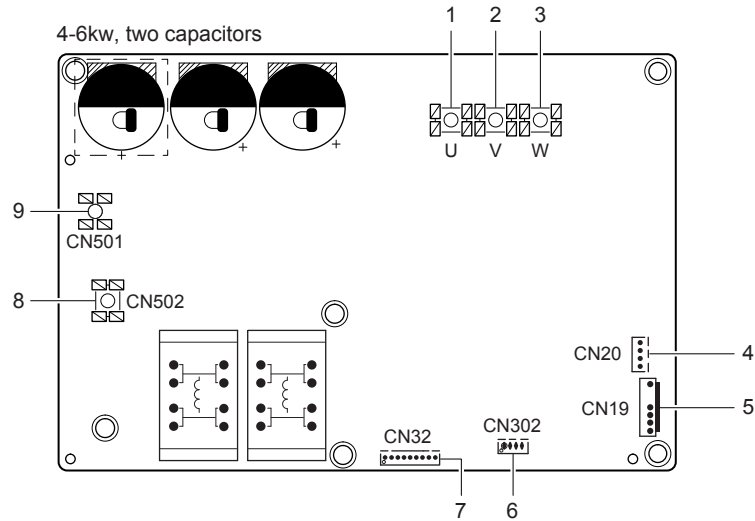 1 2 3
4-6kw, two capacitors
+ + +
U V W
9
CN501
8 CN502
CN20 4
CN19 5
CN32 CN302
7 6